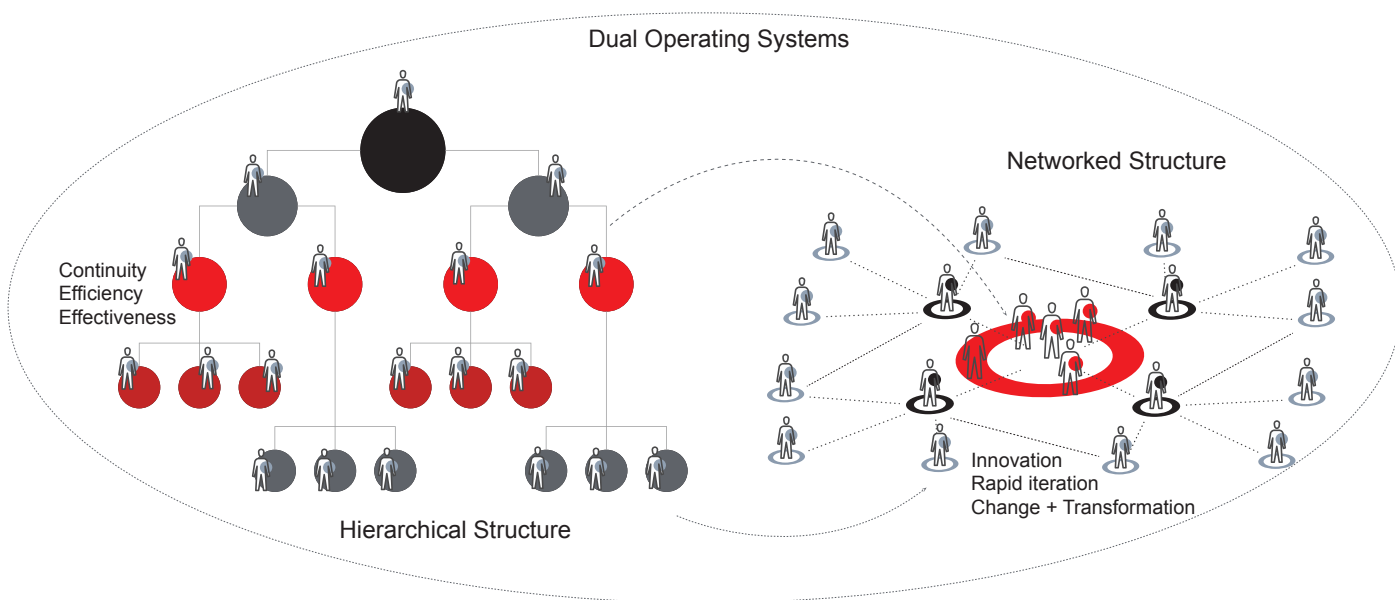 Dual Operating Systems
Networked Structure
Continuity
Efficiency
Effectiveness
Innovation
Rapid iteration
Change + Transformation
Hierarchical Structure